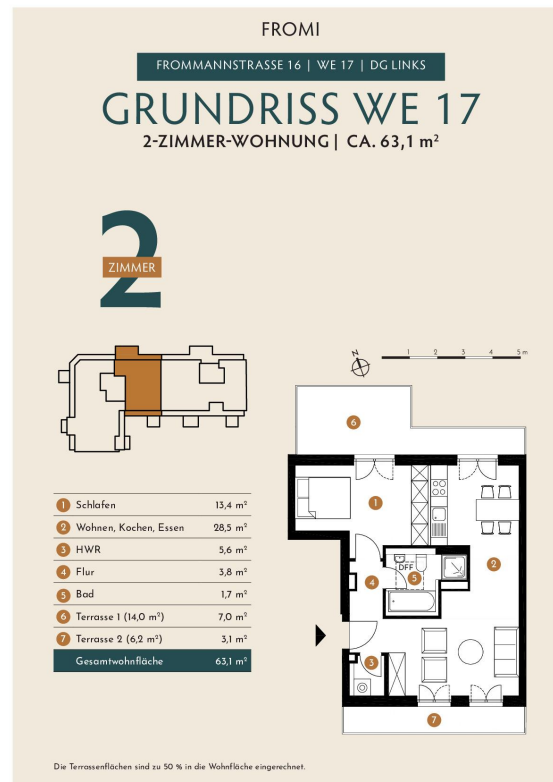 FROMI
FROMMANNSTRASSE 16 | WE 17 | DG LINKS
GRUNDRISS WE 17
2-ZIMMER-WOHNUNG | CA. 63,1 m²
2
ZIMMER
N
1 2 3 4 5 m
1 Schlafen 13,4 m²
2 Wohnen, Kochen, Essen 28,5 m²
3 HWR 5,6 m²
4 Flur 3,8 m²
5 Bad 1,7 m²
6 Terrasse 1 (14,0 m²) 7,0 m²
7 Terrasse 2 (6,2 m²) 3,1 m²
Gesamtwohnfläche 63,1 m²
6
1
2
DFF
4
5
3
7
Die Terrassenflächen sind zu 50 % in die Wohnfläche eingerechnet.